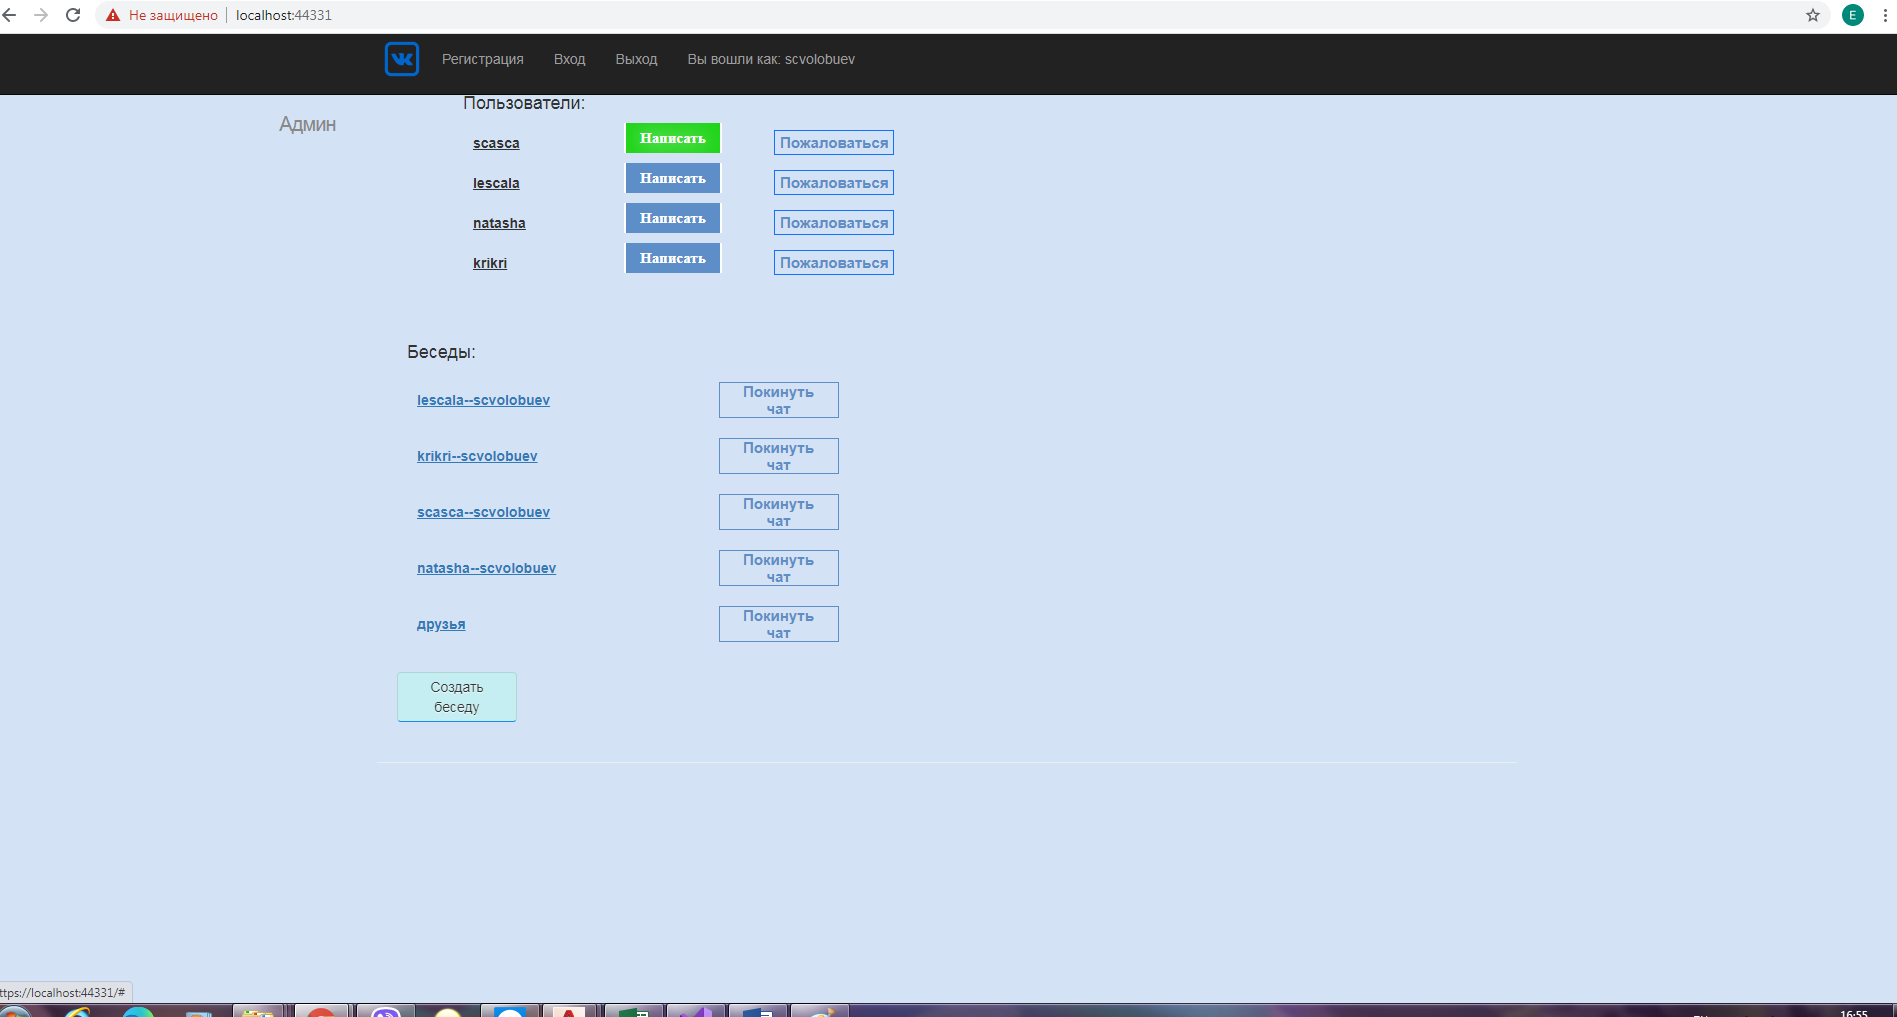 Не защищено localhost:44331
E
Регистрация Вход Выход Вы вошли как: scvolobuev
Пользователи:
Админ
scasca Написать Пожаловаться
lescala Написать Пожаловаться
natasha Написать Пожаловаться
krikri Написать Пожаловаться
Беседы:
lescala--scvolobuev Покинуть
чат
krikri--scvolobuev Покинуть
чат
scasca--scvolobuev Покинуть
чат
natasha--scvolobuev Покинуть
чат
друзья Покинуть
чат
Создать
беседу
ttps://localhost:44331/#
16:55